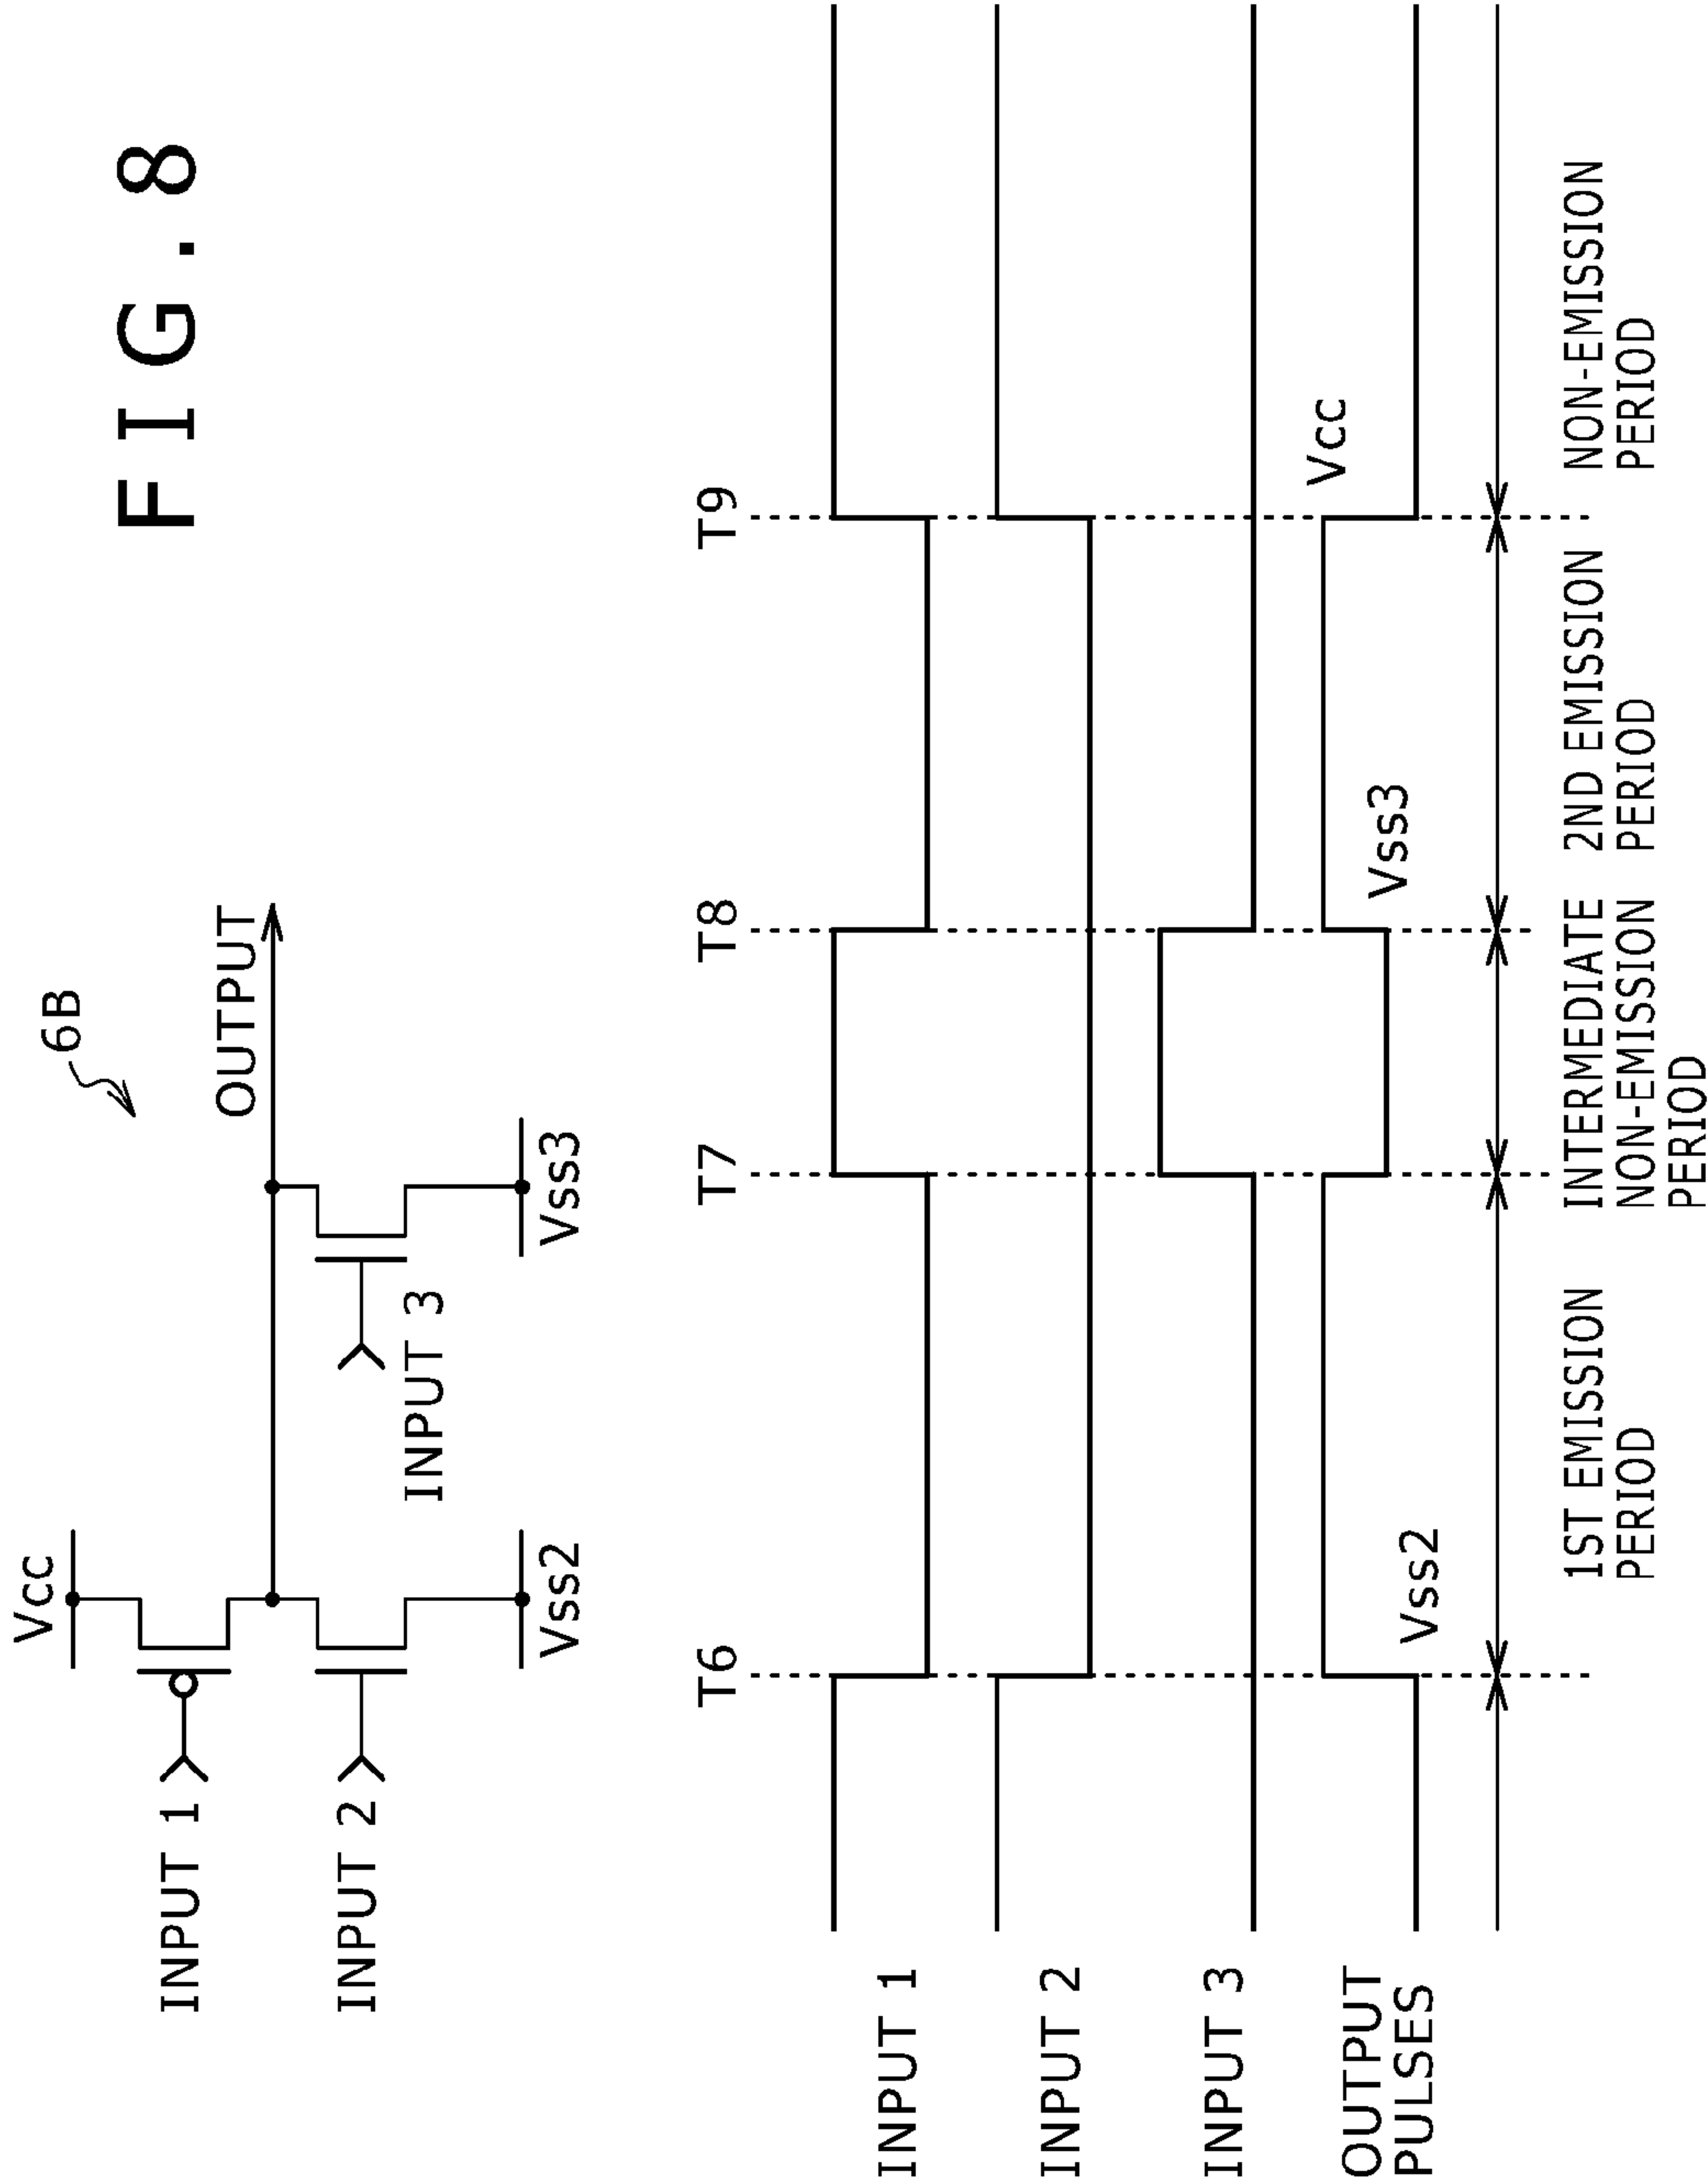 FIG.8
6B
Vcc
OUTPUT
INPUT 1
INPUT 2
INPUT 3
Vss2
Vss3
T6
T7
T8
T9
INPUT 1
INPUT 2
INPUT 3
OUTPUT
PULSES
Vss2
Vss3
Vcc
1ST EMISSION
PERIOD
INTERMEDIATE
NON-EMISSION
PERIOD
2ND EMISSION
PERIOD
NON-EMISSION
PERIOD